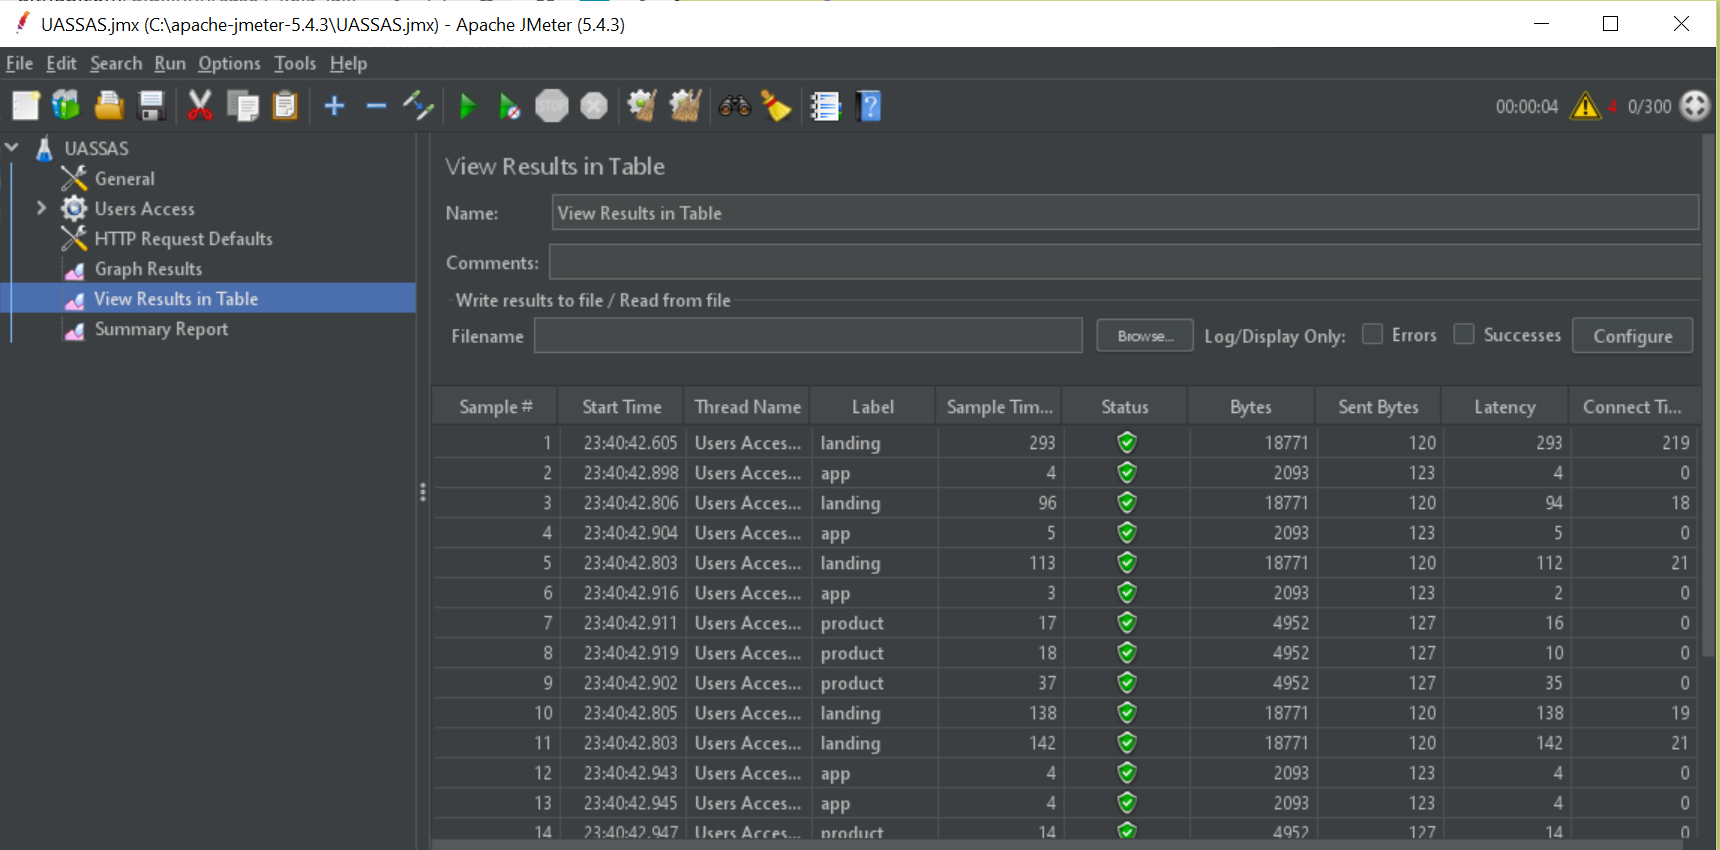 UASSAS.jmx (C:\apache-jmeter-5.4.3\UASSAS.jmx) - Apache JMeter (5.4.3)
File Edit Search Run Options Tools Help
STOP 00:00:04 4 0/300
UASSAS
General
Users Access
HTTP Request Defaults
Graph Results
View Results in Table
Summary Report
View Results in Table
Name: View Results in Table
Comments:
Write results to file / Read from file
Filename Browse... Log/Display Only: Errors Successes Configure
Sample # Start Time Thread Name Label Sample Tim... Status Bytes Sent Bytes Latency Connect Ti...
1 23:40:42.605 Users Acces... landing 293 18771 120 293 219
2 23:40:42.898 Users Acces... app 4 2093 123 4 0
3 23:40:42.806 Users Acces... landing 96 18771 120 94 18
4 23:40:42.904 Users Acces... app 5 2093 123 5 0
5 23:40:42.803 Users Acces... landing 113 18771 120 112 21
6 23:40:42.916 Users Acces... app 3 2093 123 2 0
7 23:40:42.911 Users Acces... product 17 4952 127 16 0
8 23:40:42.919 Users Acces... product 18 4952 127 10 0
9 23:40:42.902 Users Acces... product 37 4952 127 35 0
10 23:40:42.805 Users Acces... landing 138 18771 120 138 19
11 23:40:42.803 Users Acces... landing 142 18771 120 142 21
12 23:40:42.943 Users Acces... app 4 2093 123 4 0
13 23:40:42.945 Users Acces... app 4 2093 123 4 0
14 23:40:42.947 Users Acces... product 14 4952 127 14 0